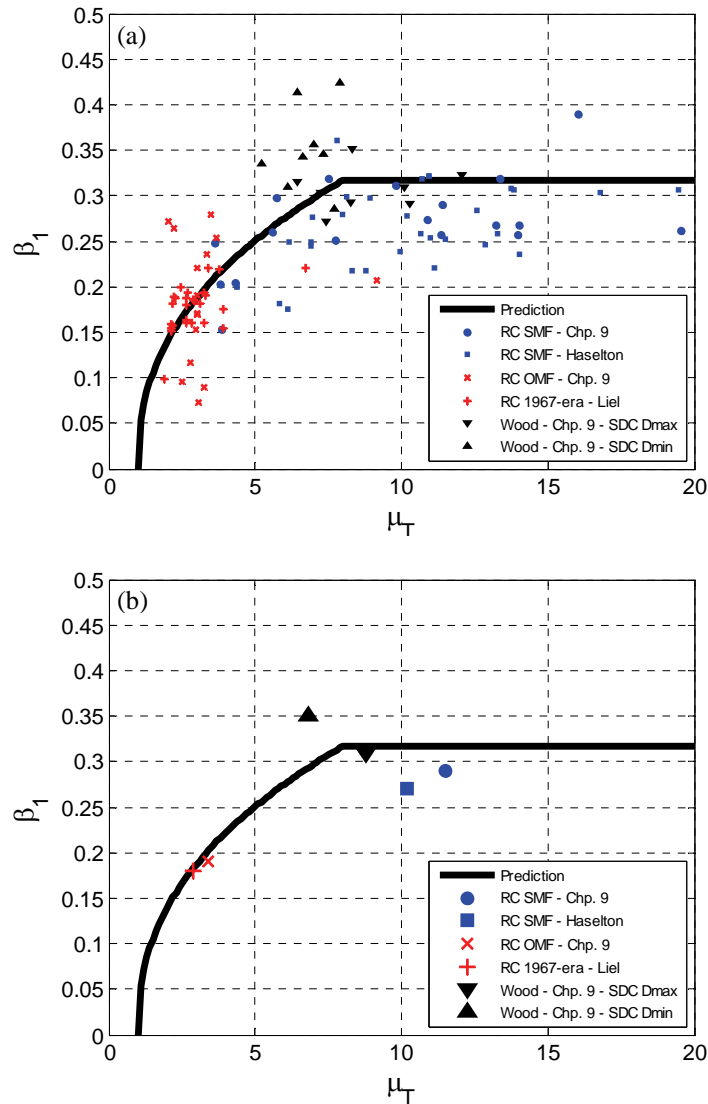 (a)
0.5
0.45
0.4
0.35
0.3
0.25
0.2
0.15
0.1
0.05
0
β1
0 5 10 15 20
μT
Prediction
RC SMF - Chp. 9
RC SMF - Haselton
RC OMF - Chp. 9
RC 1967-era - Liel
Wood - Chp. 9 - SDC Dmax
Wood - Chp. 9 - SDC Dmin
(b)
0.5
0.45
0.4
0.35
0.3
0.25
0.2
0.15
0.1
0.05
0
β1
0 5 10 15 20
μT
Prediction
RC SMF - Chp. 9
RC SMF - Haselton
RC OMF - Chp. 9
RC 1967-era - Liel
Wood - Chp. 9 - SDC Dmax
Wood - Chp. 9 - SDC Dmin